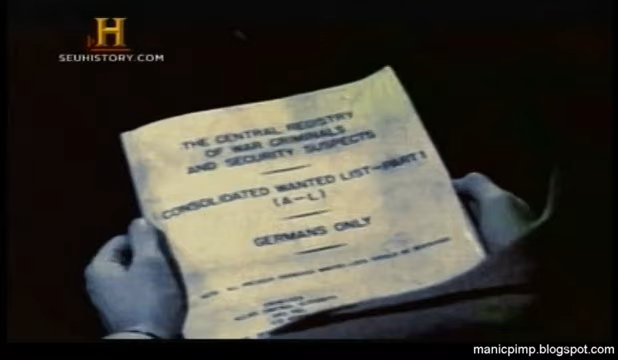 H
SEUHISTORY.COM
THE CENTRAL REGISTRY
OF WAR CRIMINALS
AND SECURITY SUSPECTS
CONSOLIDATED WANTED LIST—PART 1
(A—L)
GERMANS ONLY
manicpimp.blogspot.com